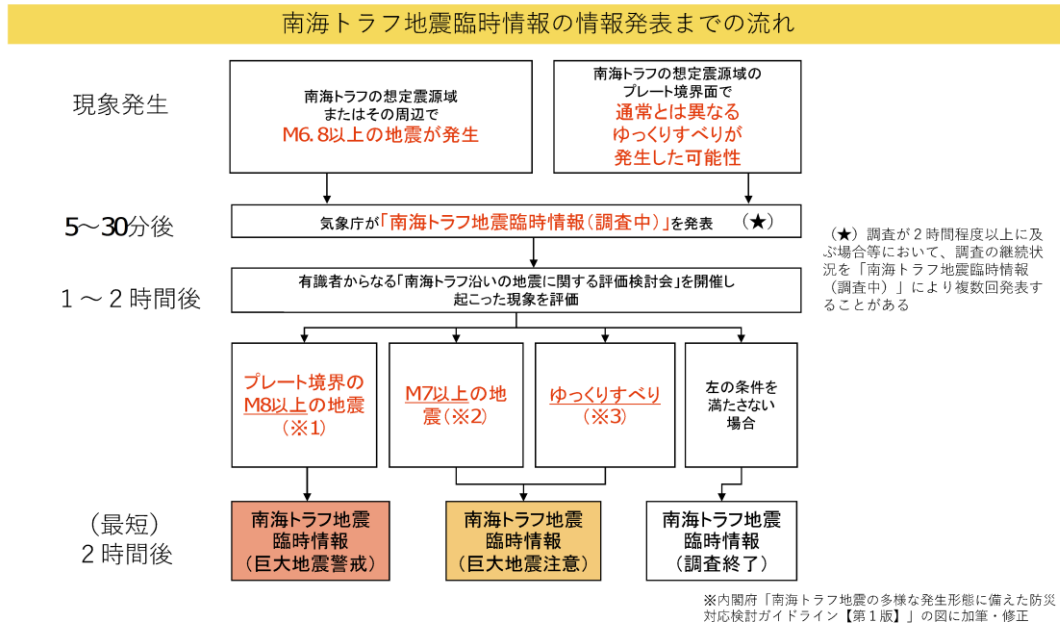 南海トラフ地震臨時情報の情報発表までの流れ
現象発生
南海トラフの想定震源域
またはその周辺で
M6.8以上の地震が発生
南海トラフの想定震源域の
プレート境界面で
通常とは異なる
ゆっくりすべりが
発生した可能性
5〜30分後
気象庁が「南海トラフ地震臨時情報(調査中)」を発表 (★)
1〜2時間後
有識者からなる「南海トラフ沿いの地震に関する評価検討会」を開催し
起こった現象を評価
(★)調査が2時間程度以上に及
ぶ場合等において、調査の継続状
況を「南海トラフ地震臨時情報
(調査中)」により複数回発表す
ることがある
プレート境界の
M8以上の地震
(※1)
M7以上の地
震(※2)
ゆっくりすべり
(※3)
左の条件を
満たさない
場合
(最短)
2時間後
南海トラフ地震
臨時情報
(巨大地震警戒)
南海トラフ地震
臨時情報
(巨大地震注意)
南海トラフ地震
臨時情報
(調査終了)
※内閣府「南海トラフ地震の多様な発生形態に備えた防災
対応検討ガイドライン【第1版】」の図に加筆・修正